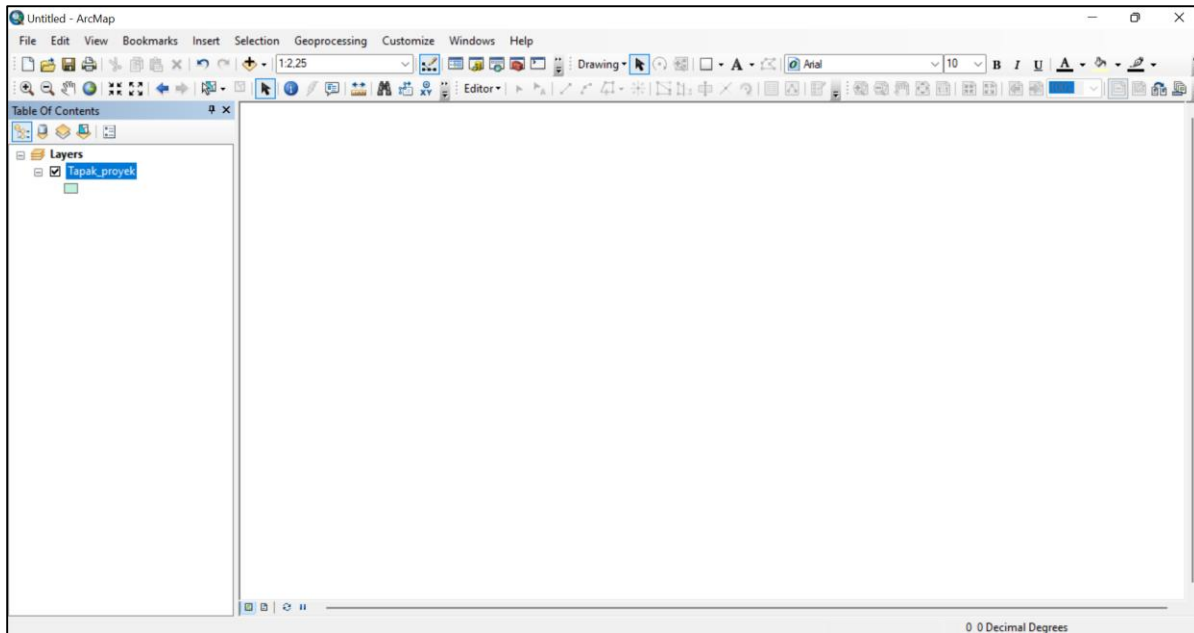 Untitled - ArcMap
File Edit View Bookmarks Insert Selection Geoprocessing Customize Windows Help
1:2,25 Drawing A Arial 10 B I U A
Editor
Table Of Contents
Layers
Tapak_proyek
0 0 Decimal Degrees